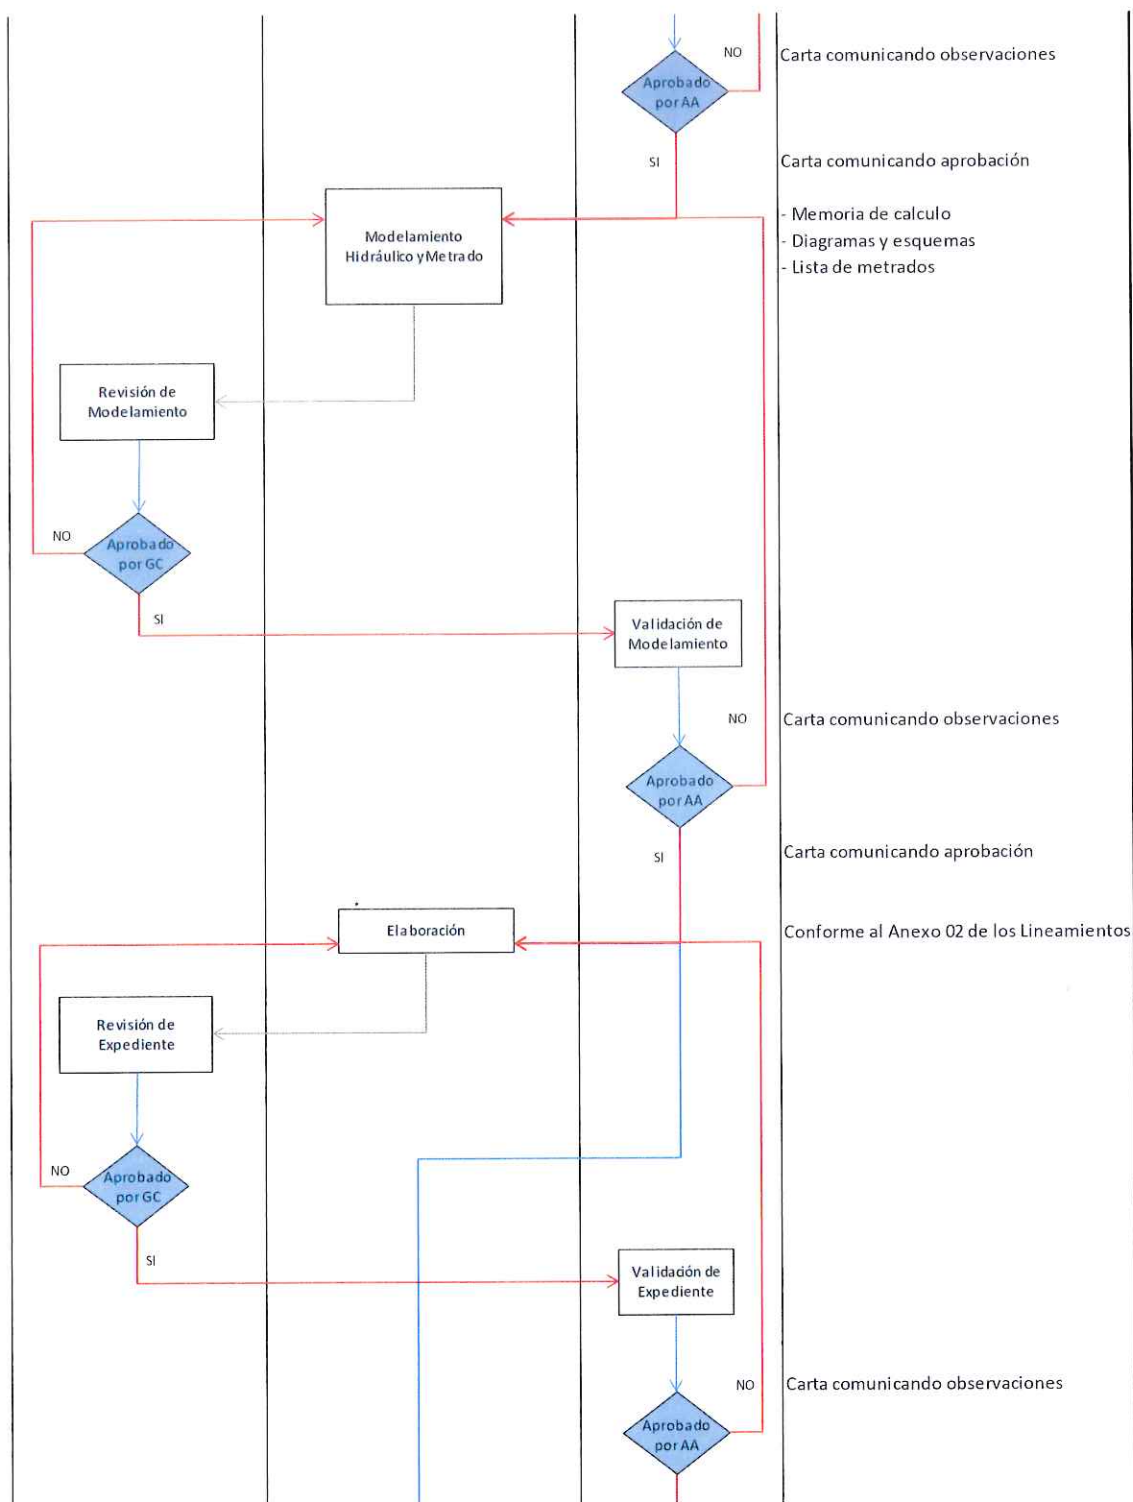 NO
Carta comunicando observaciones
Aprobado
por AA
SI
Carta comunicando aprobación
Modelamiento
Hidráulico y Metrado
- Memoria de calculo
- Diagramas y esquemas
- Lista de metrados
Revisión de
Modelamiento
NO
Aprobado
por GC
SI
Validación de
Modelamiento
NO
Carta comunicando observaciones
Aprobado
por AA
SI
Carta comunicando aprobación
Elaboración
Conforme al Anexo 02 de los Lineamientos
Revisión de
Expediente
NO
Aprobado
por GC
SI
Validación de
Expediente
NO
Carta comunicando observaciones
Aprobado
por AA